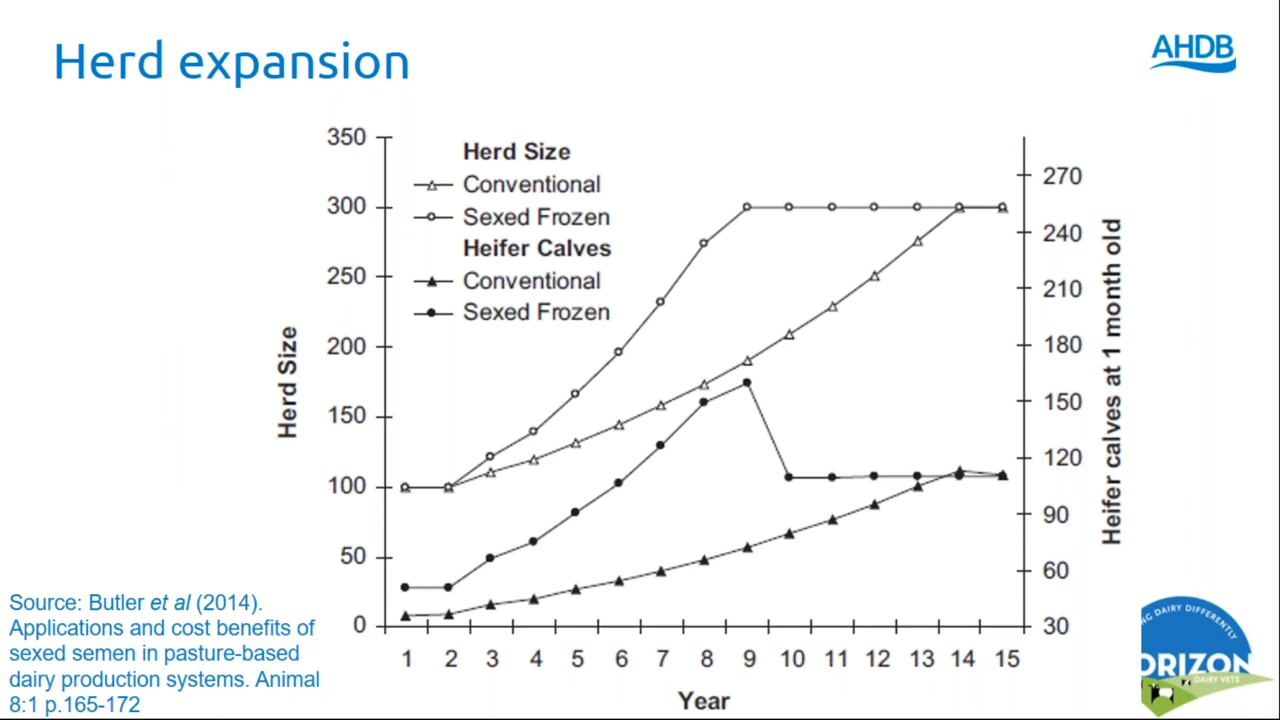 Herd expansion
AHDB
350
300
250
200
150
100
50
0
Herd Size
Herd Size
Conventional
Sexed Frozen
Heifer Calves
Conventional
Sexed Frozen
270
240
210
180
150
120
90
60
30
Heifer calves at 1 month old
1 2 3 4 5 6 7 8 9 10 11 12 13 14 15
Year
Source: Butler et al (2014).
Applications and cost benefits of
sexed semen in pasture-based
dairy production systems. Animal
8:1 p.165-172
NG DAIRY DIFFERENTLY
ORIZON
DAIRY VETS